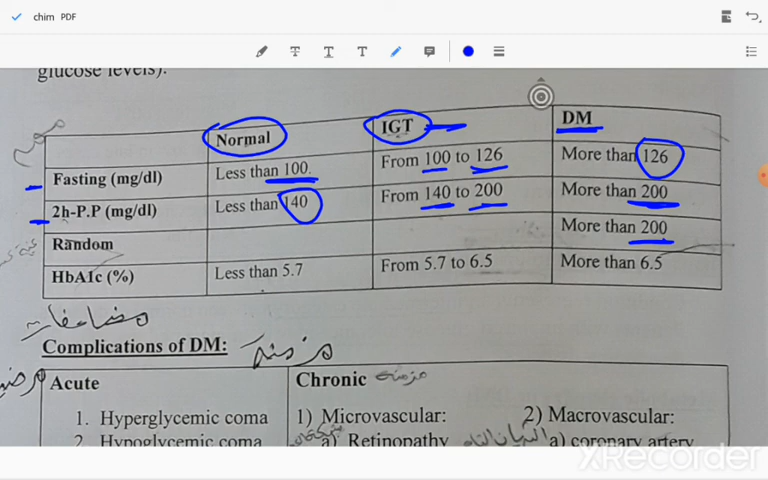 chim PDF
glucose levels).
Normal IGT DM
Fasting (mg/dl) Less than 100. From 100 to 126 More than 126
2h-P.P (mg/dl) Less than 140 From 140 to 200 More than 200
Random More than 200
HbA1c (%) Less than 5.7 From 5.7 to 6.5 More than 6.5
مضاعفات
Complications of DM: مزمنة
Acute Chronic مزمنة
1. Hyperglycemic coma 1) Microvascular: 2) Macrovascular:
2. Hypoglycemic coma a) Retinopathy a) coronary artery
XRecorder